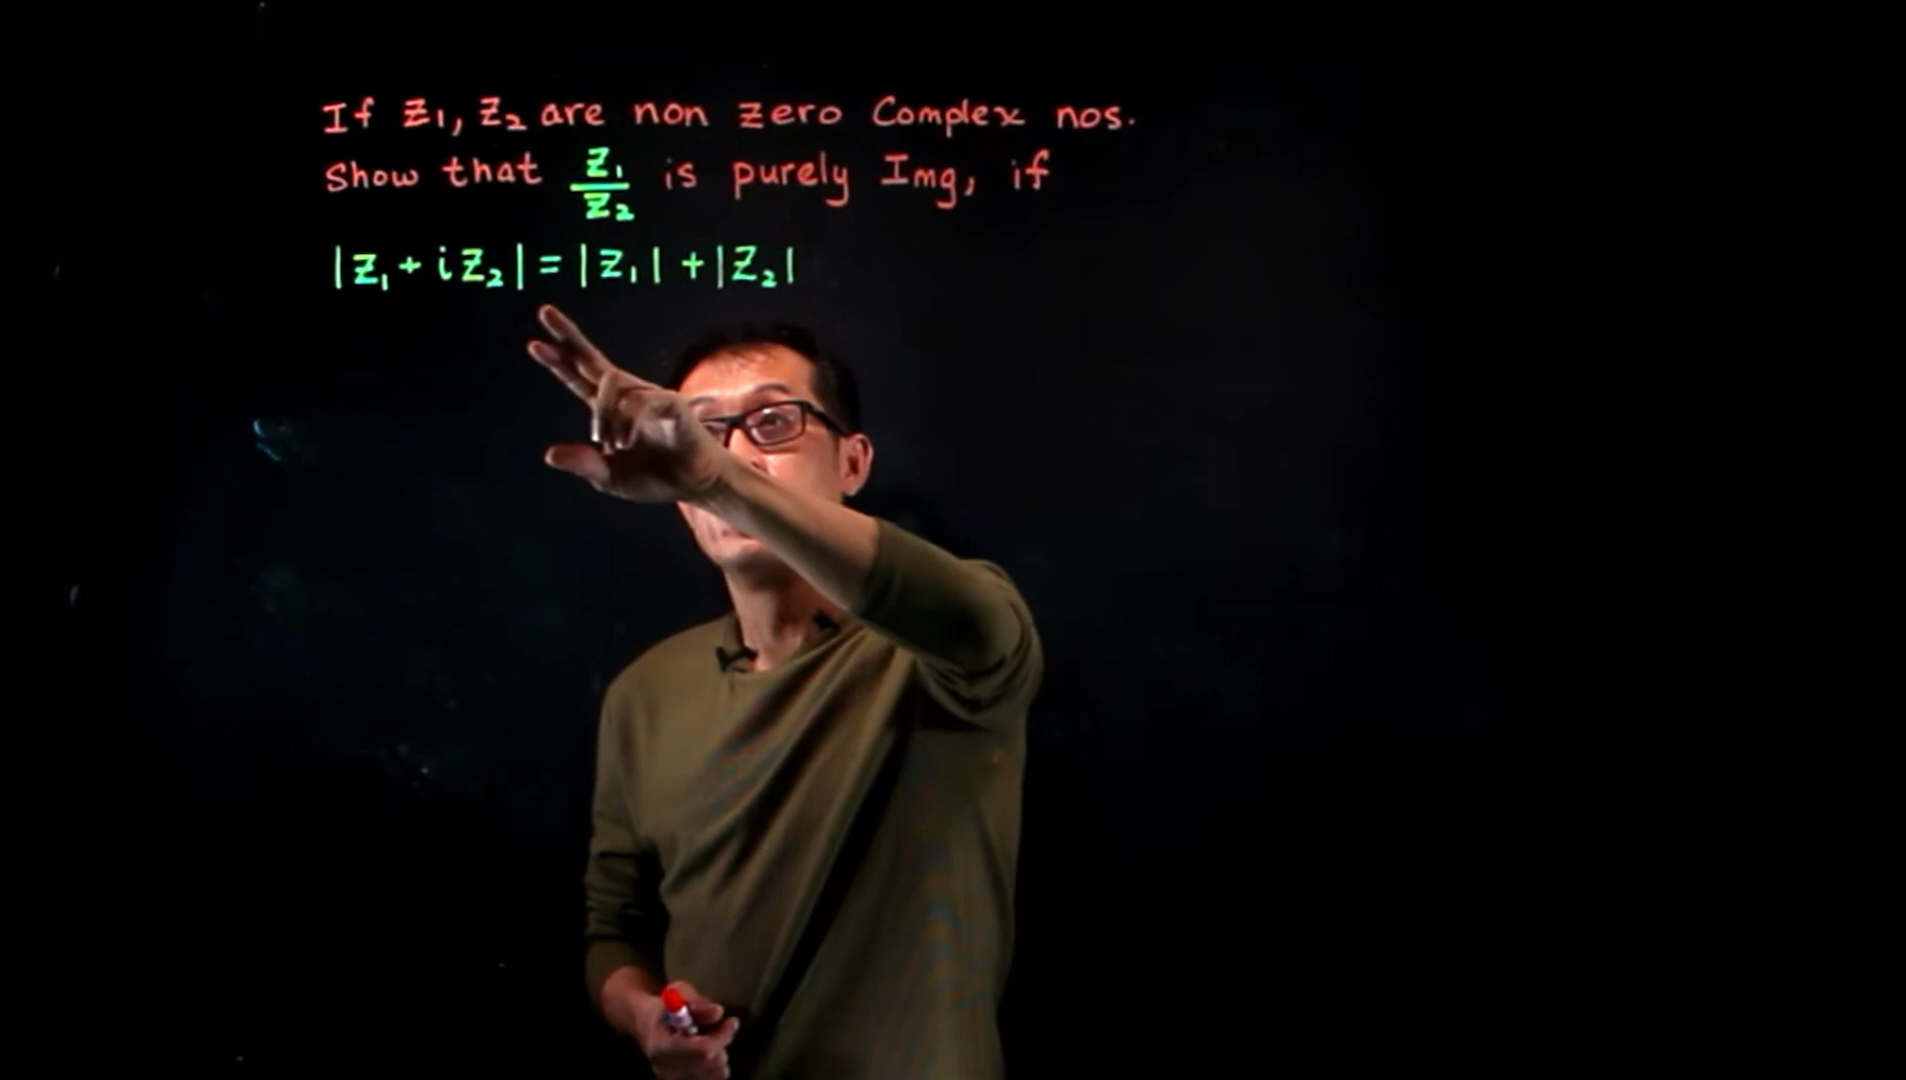 If z₁, z₂ are non zero Complex nos.
Show that z₁/z₂ is purely Img, if
|z₁ + i z₂| = |z₁| + |z₂|